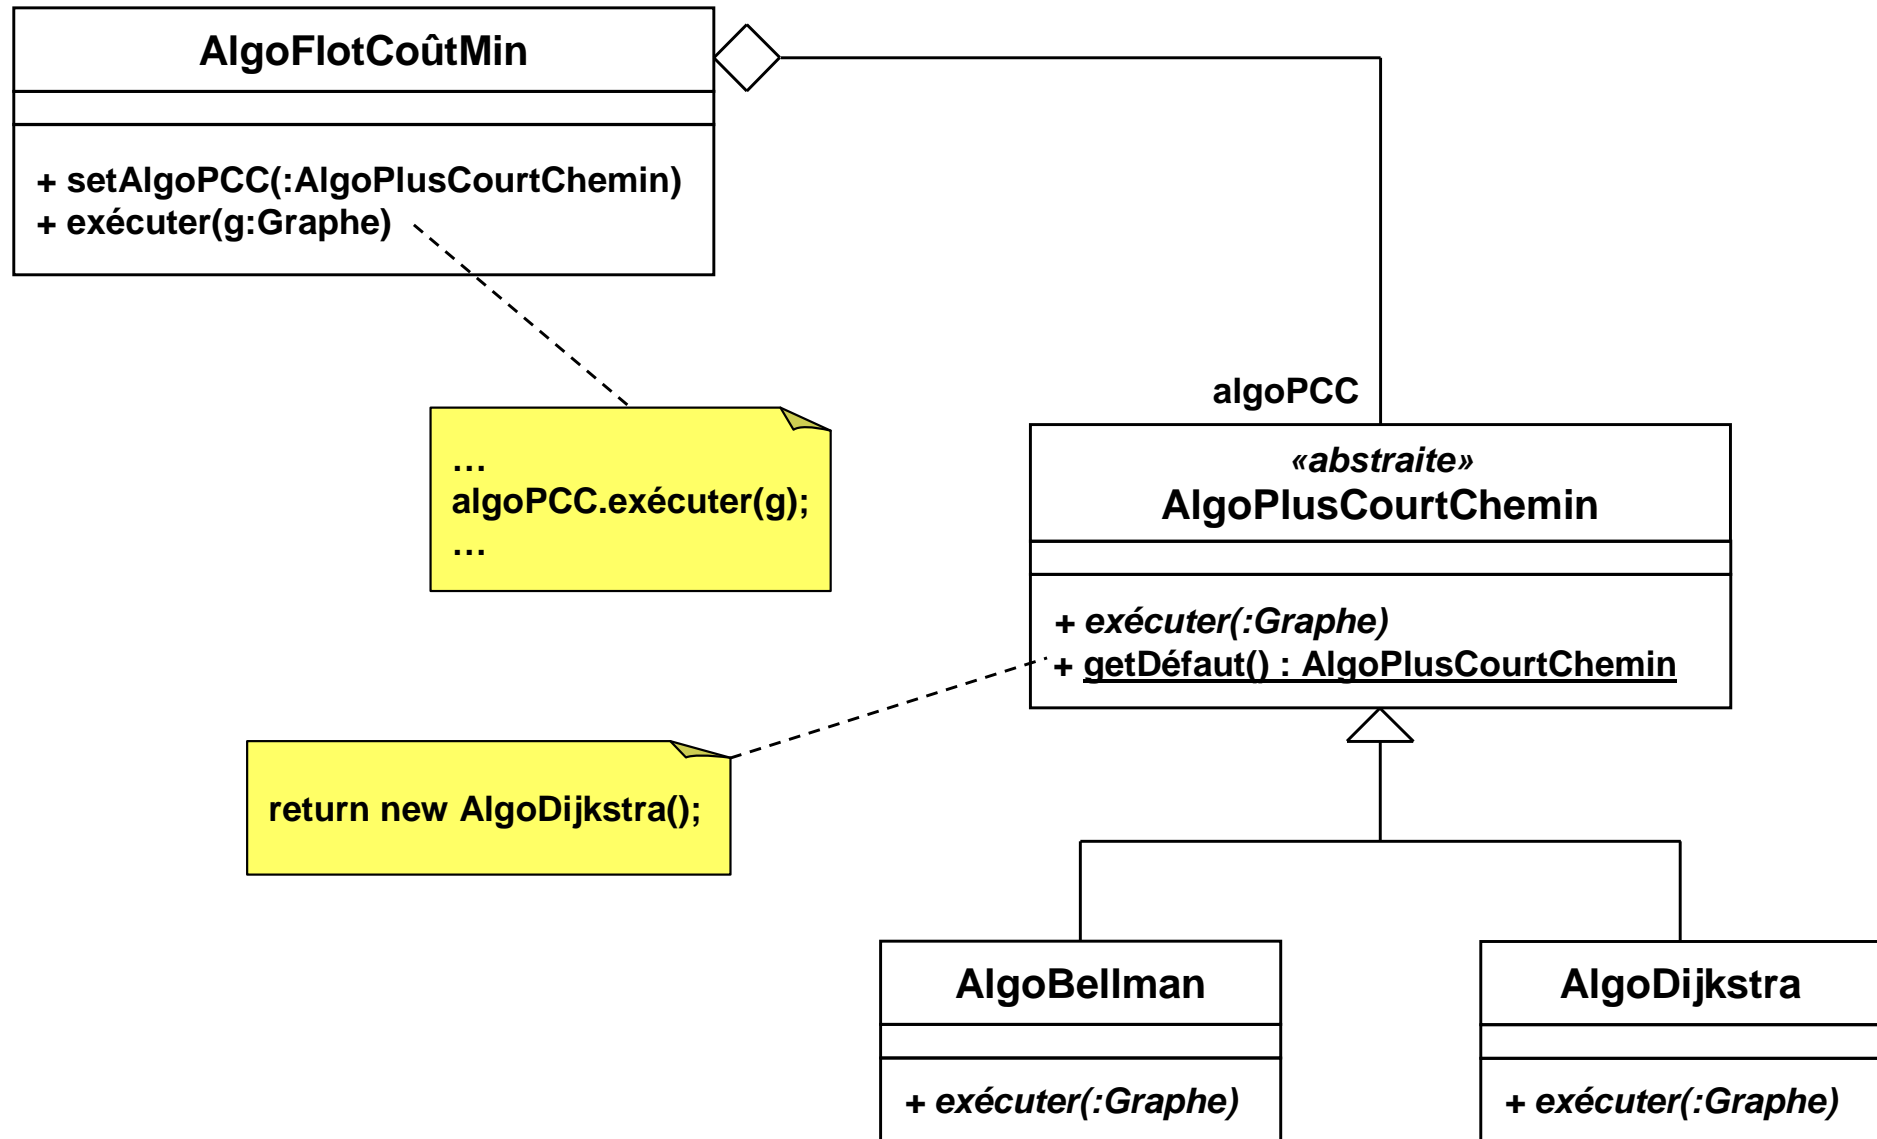 AlgoFlotCoûtMin
+ setAlgoPCC(:AlgoPlusCourtChemin)
+ exécuter(g:Graphe)
algoPCC
…
algoPCC.exécuter(g);
…
«abstraite»
AlgoPlusCourtChemin
+ exécuter(:Graphe)
+ getDéfaut() : AlgoPlusCourtChemin
return new AlgoDijkstra();
AlgoBellman
+ exécuter(:Graphe)
AlgoDijkstra
+ exécuter(:Graphe)